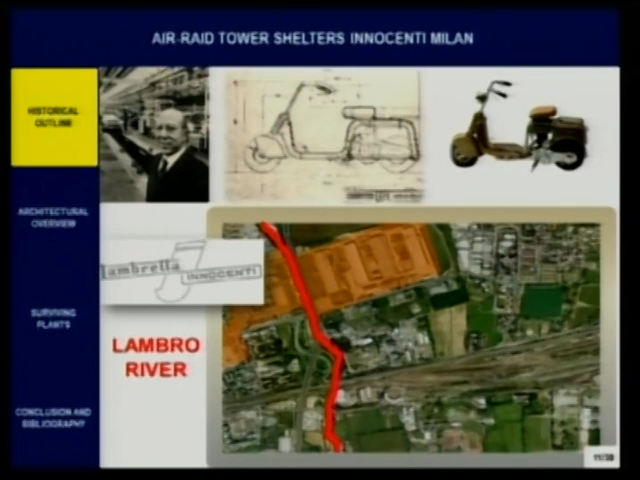 AIR-RAID TOWER SHELTERS INNOCENTI MILAN
HISTORICAL
OUTLINE
ARCHITECTURAL
OVERVIEW
lambretta
INNOCENTI
SURVIVING
PLANTS
LAMBRO
RIVER
CONCLUSION AND
BIBLIOGRAPHY